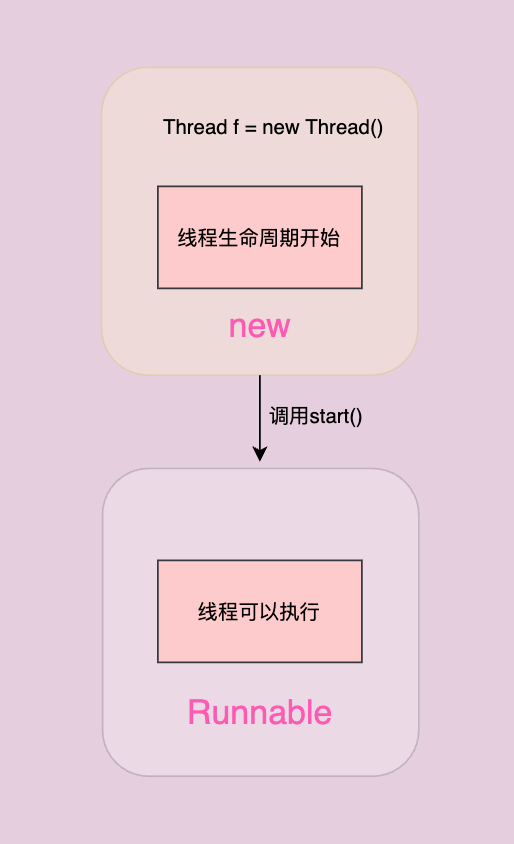 Thread f = new Thread()
线程生命周期开始
new
调用start()
线程可以执行
Runnable